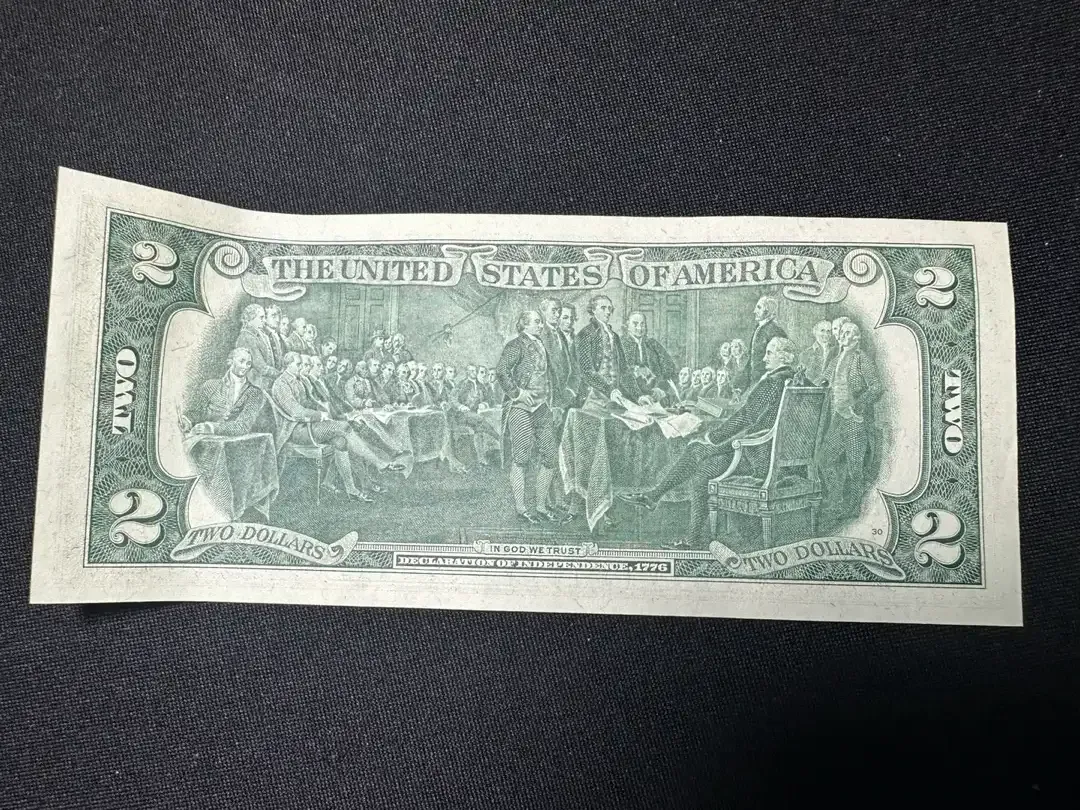 2 THE UNITED STATES OF AMERICA 2
TWO
TWO
30
2 TWO DOLLARS
IN GOD WE TRUST
TWO DOLLARS 2
DECLARATION OF INDEPENDENCE, 1776